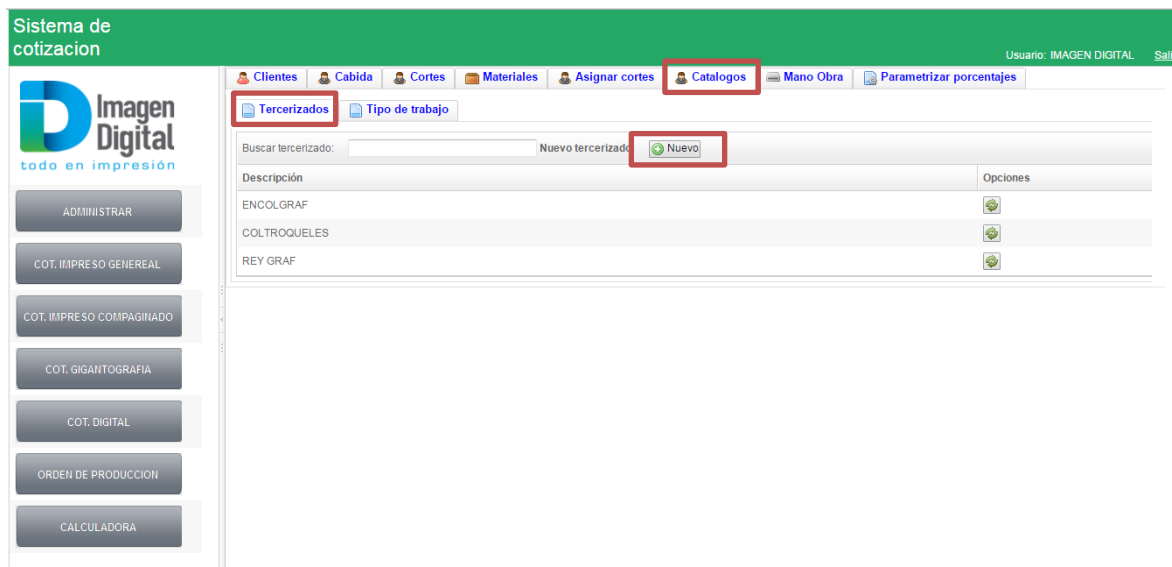 Sistema de
cotizacion
Usuario: IMAGEN DIGITAL Sali
Imagen
Digital
todo en impresión
ADMINISTRAR
COT. IMPRESO GENEREAL
COT. IMPRESO COMPAGINADO
COT. GIGANTOGRAFIA
COT. DIGITAL
ORDEN DE PRODUCCION
CALCULADORA
Clientes Cabida Cortes Materiales Asignar cortes Catalogos Mano Obra Parametrizar porcentajes
Tercerizados Tipo de trabajo
Buscar tercerizado: Nuevo tercerizado Nuevo
Descripción Opciones
ENCOLGRAF
COLTROQUELES
REY GRAF